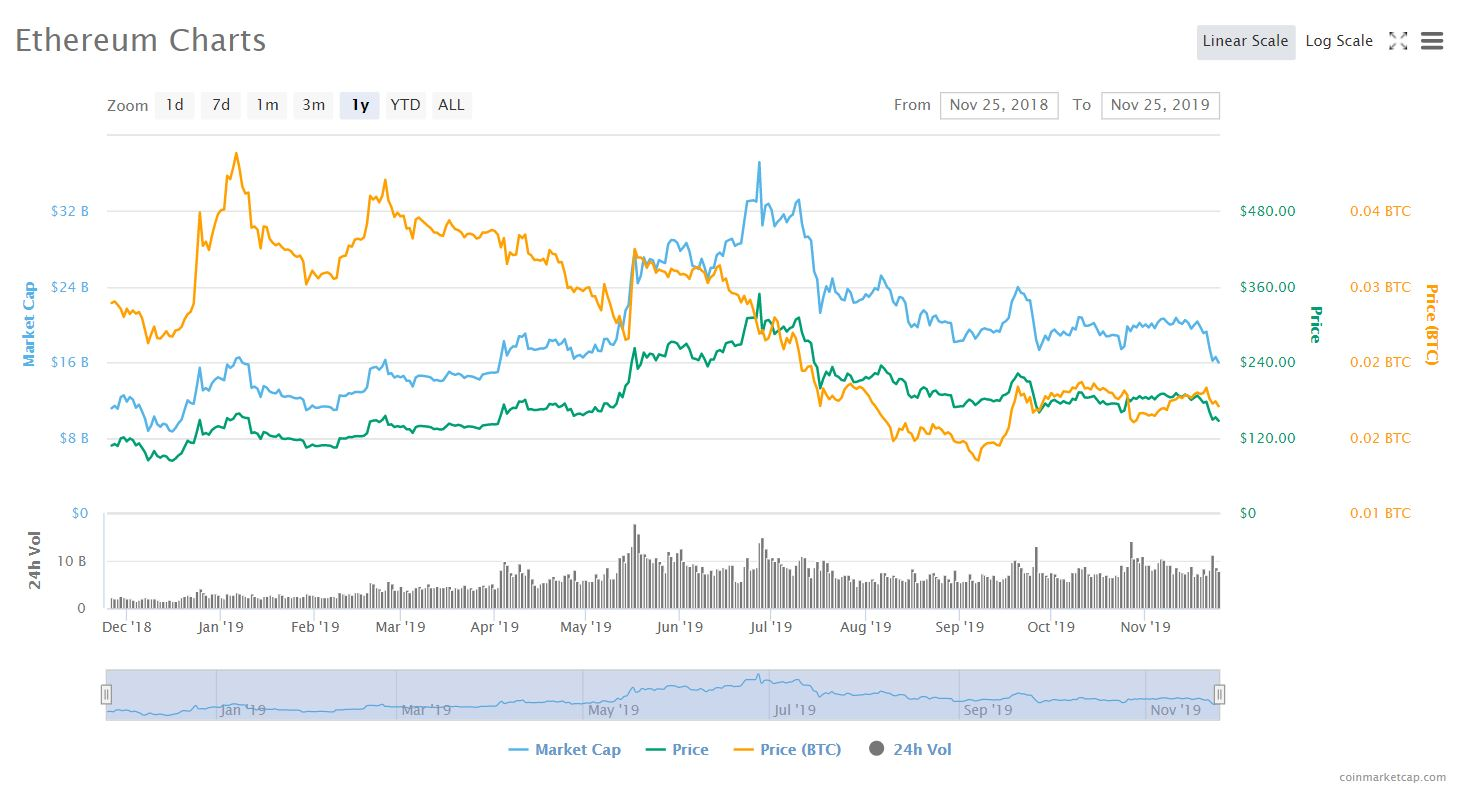 Ethereum Charts
Linear Scale Log Scale
Zoom 1d 7d 1m 3m 1y YTD ALL From Nov 25, 2018 To Nov 25, 2019
$32 B $480.00 0.04 BTC
$24 B $360.00 0.03 BTC
Market Cap Price Price (BTC)
$16 B $240.00 0.02 BTC
$8 B $120.00 0.02 BTC
$0 $0 0.01 BTC
24h Vol
10 B
0
Dec '18 Jan '19 Feb '19 Mar '19 Apr '19 May '19 Jun '19 Jul '19 Aug '19 Sep '19 Oct '19 Nov '19
Jan '19 Mar '19 May '19 Jul '19 Sep '19 Nov '19
Market Cap Price Price (BTC) 24h Vol
coinmarketcap.com